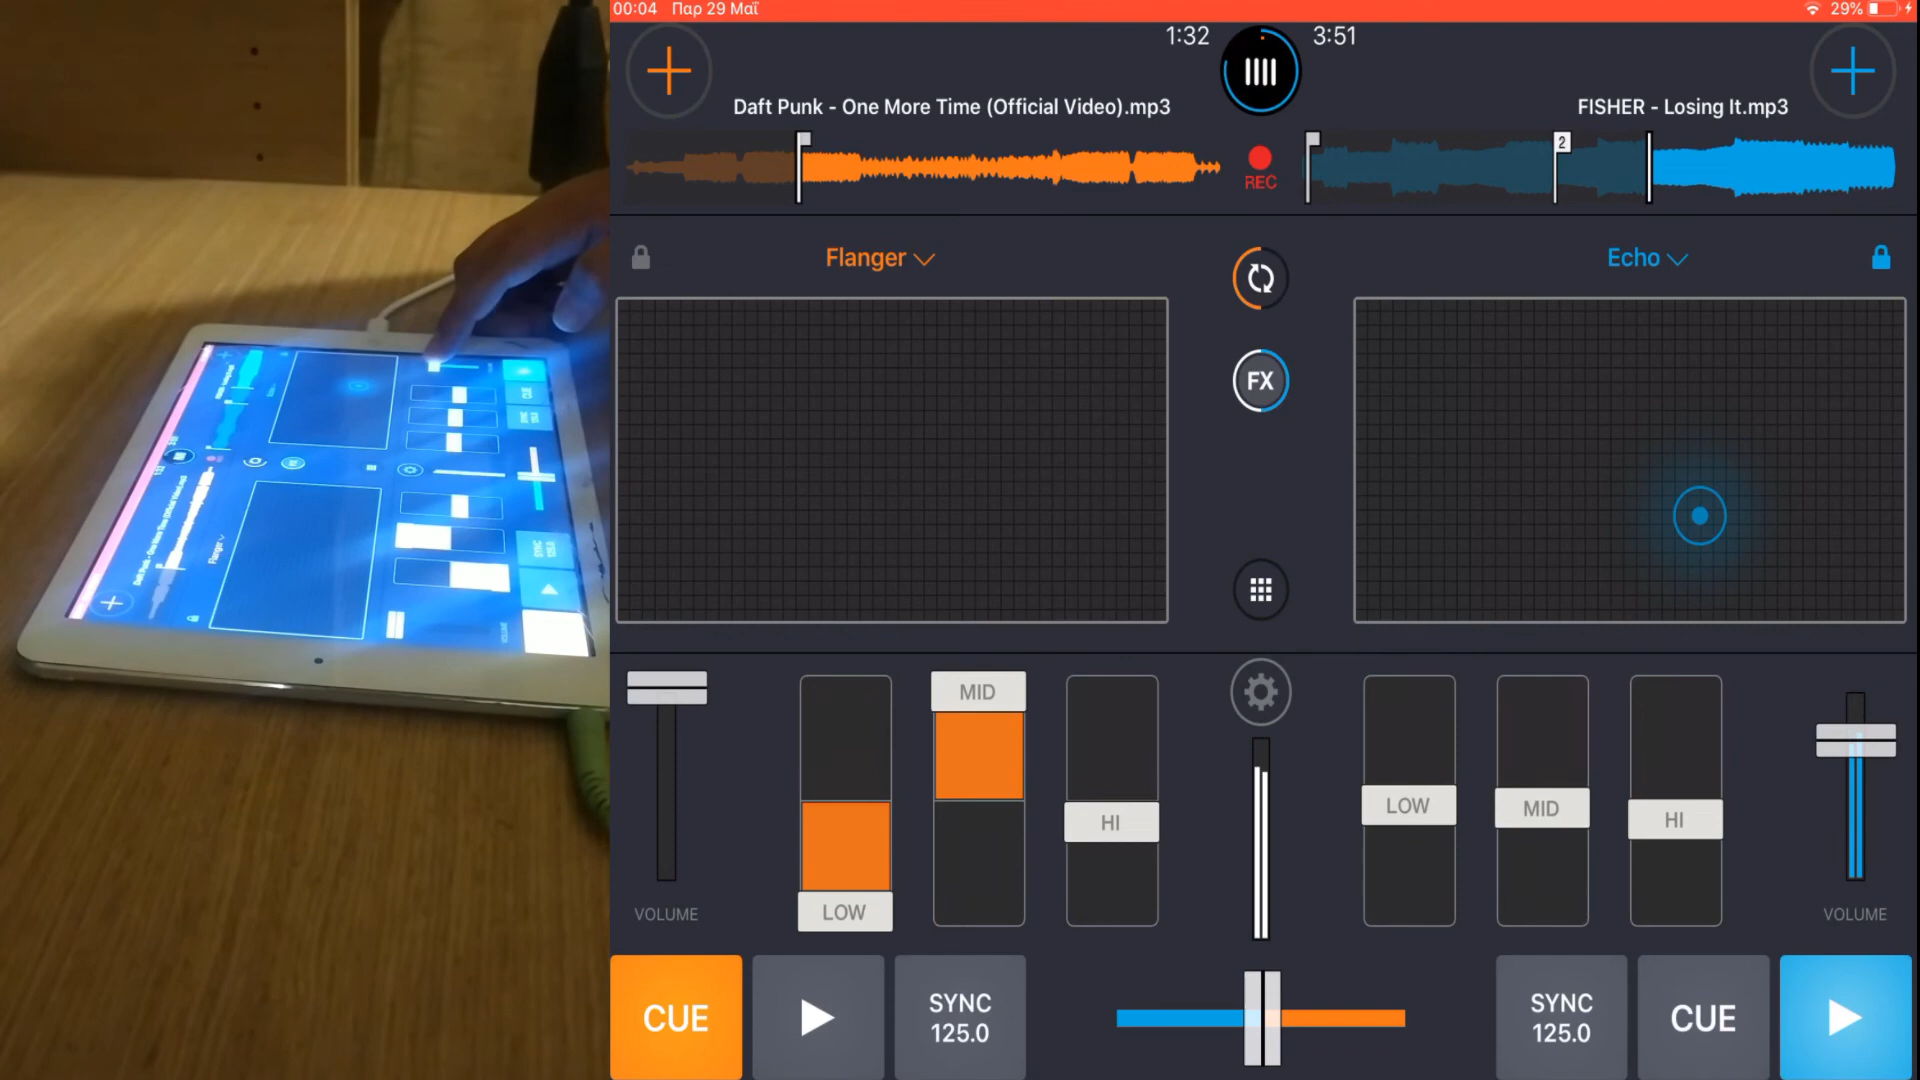 00:04 Παρ 29 Μαΐ
29%
1:32
3:51
Daft Punk - One More Time (Official Video).mp3
FISHER - Losing It.mp3
2
REC
Flanger
Echo
FX
MID
LOW
MID
HI
HI
LOW
VOLUME
VOLUME
CUE
SYNC
125.0
SYNC
125.0
CUE